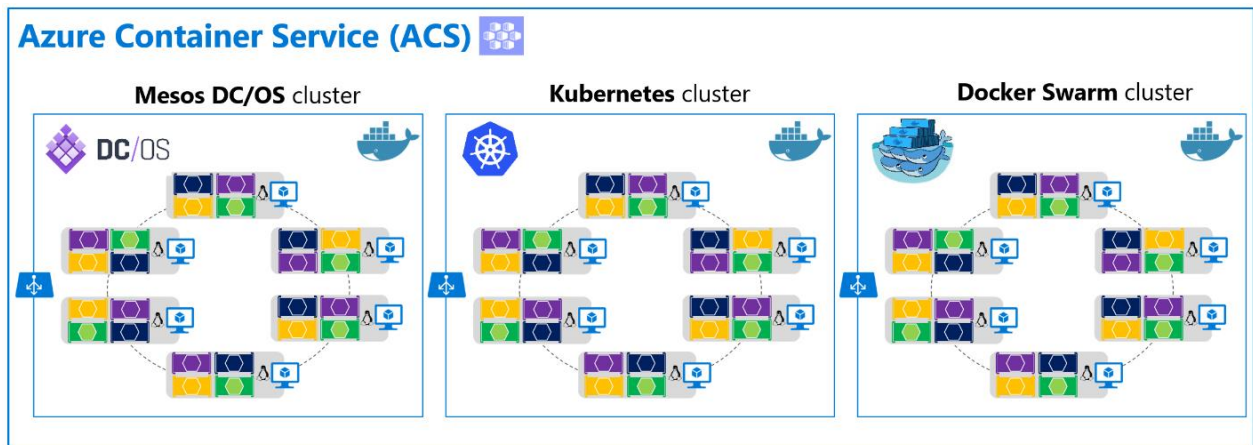 Azure Container Service (ACS)
Mesos DC/OS cluster
Kubernetes cluster
Docker Swarm cluster
DC/OS